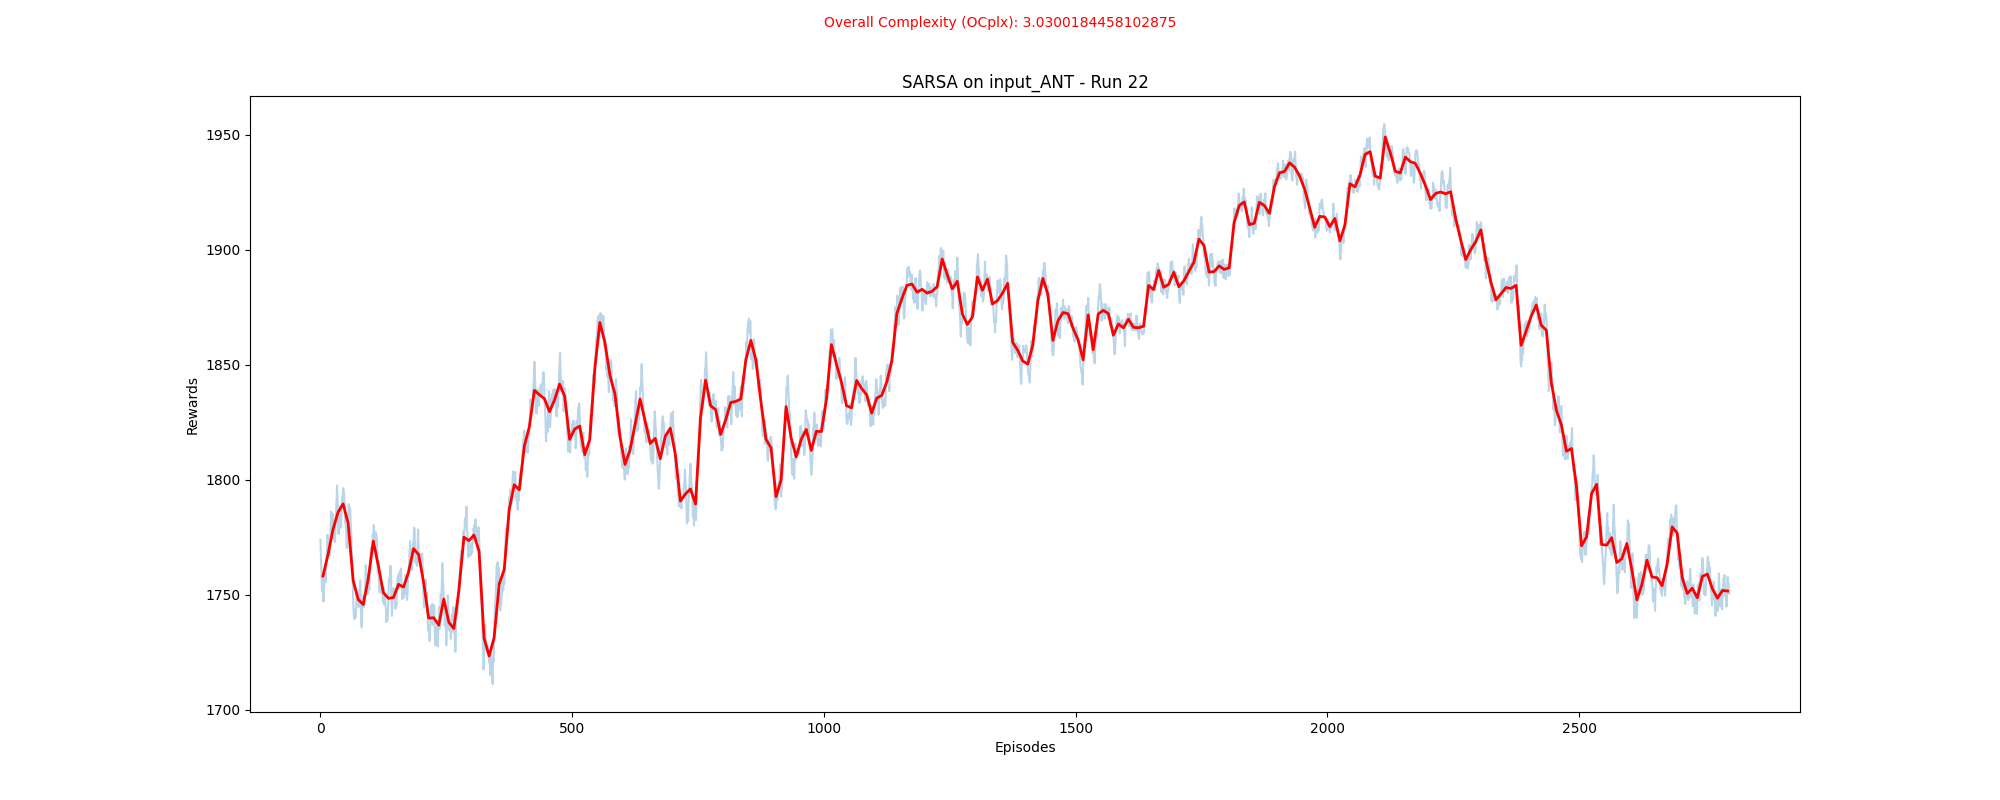 Overall Complexity (OCplx): 3.0300184458102875
SARSA on input_ANT - Run 22
1950
1900
1850
1800
1750
1700
Rewards
0 500 1000 1500 2000 2500
Episodes